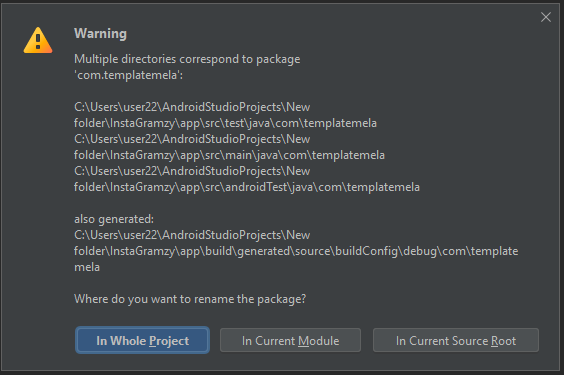 Warning
Multiple directories correspond to package
'com.templatemela':
C:\Users\user22\AndroidStudioProjects\New
folder\InstaGramzy\app\src\test\java\com\templatemela
C:\Users\user22\AndroidStudioProjects\New
folder\InstaGramzy\app\src\main\java\com\templatemela
C:\Users\user22\AndroidStudioProjects\New
folder\InstaGramzy\app\src\androidTest\java\com\templatemela
also generated:
C:\Users\user22\AndroidStudioProjects\New
folder\InstaGramzy\app\build\generated\source\buildConfig\debug\com\template
mela
Where do you want to rename the package?
In Whole Project
In Current Module
In Current Source Root